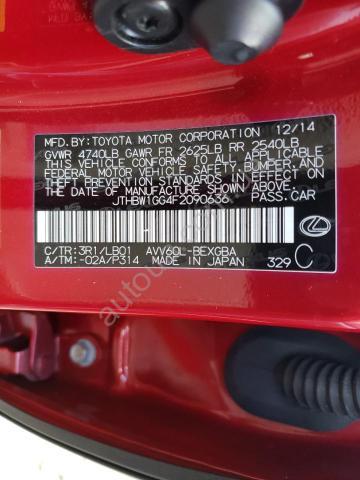 MFD. BY: TOYOTA MOTOR CORPORATION 12/14
GVWR 4740LB GAWR FR 2625LB RR 2540LB
THIS VEHICLE CONFORMS TO ALL APPLICABLE
FEDERAL MOTOR VEHICLE SAFETY, BUMPER, AND
THEFT PREVENTION STANDARDS IN EFFECT ON
THE DATE OF MANUFACTURE SHOWN ABOVE.
JTHBW1GG4F2090636 PASS.CAR
C/TR: 3R1/LB01 AVV60L-BEXGBA
A/TM: -02A/P314 MADE IN JAPAN 329 C